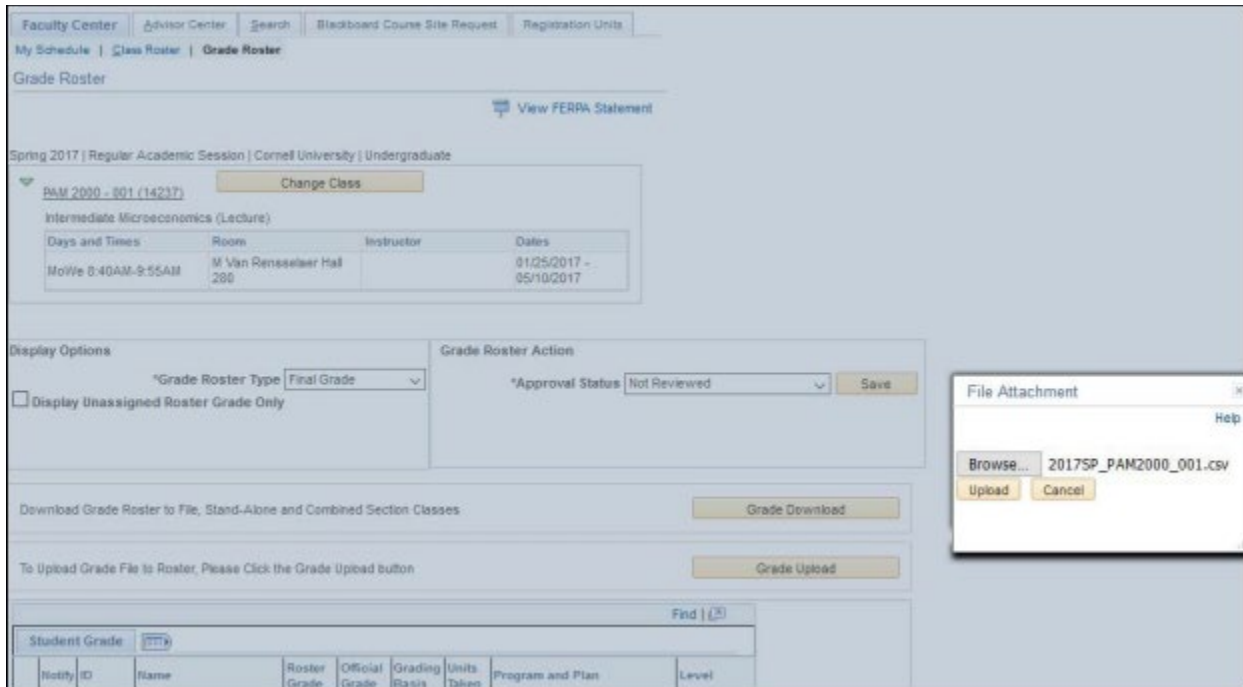 Faculty Center Advisor Center Search Blackboard Course Site Request Registration Units
My Schedule | Class Roster | Grade Roster
Grade Roster
View FERPA Statement
Spring 2017 | Regular Academic Session | Cornell University | Undergraduate
PAM 2000 - 001 (14237) Change Class
Intermediate Microeconomics (Lecture)
Days and Times Room Instructor Dates
MoWe 8:40AM-9:55AM M Van Rensselaer Hall 280 01/25/2017 - 05/10/2017
Display Options Grade Roster Action
*Grade Roster Type Final Grade *Approval Status Not Reviewed Save
Display Unassigned Roster Grade Only
File Attachment
Help
Browse... 2017SP_PAM2000_001.csv
Upload Cancel
Download Grade Roster to File, Stand-Alone and Combined Section Classes Grade Download
To Upload Grade File to Roster, Please Click the Grade Upload button Grade Upload
Find |
Student Grade
Notify ID Name Roster Grade Official Grade Grading Basis Units Taken Program and Plan Level